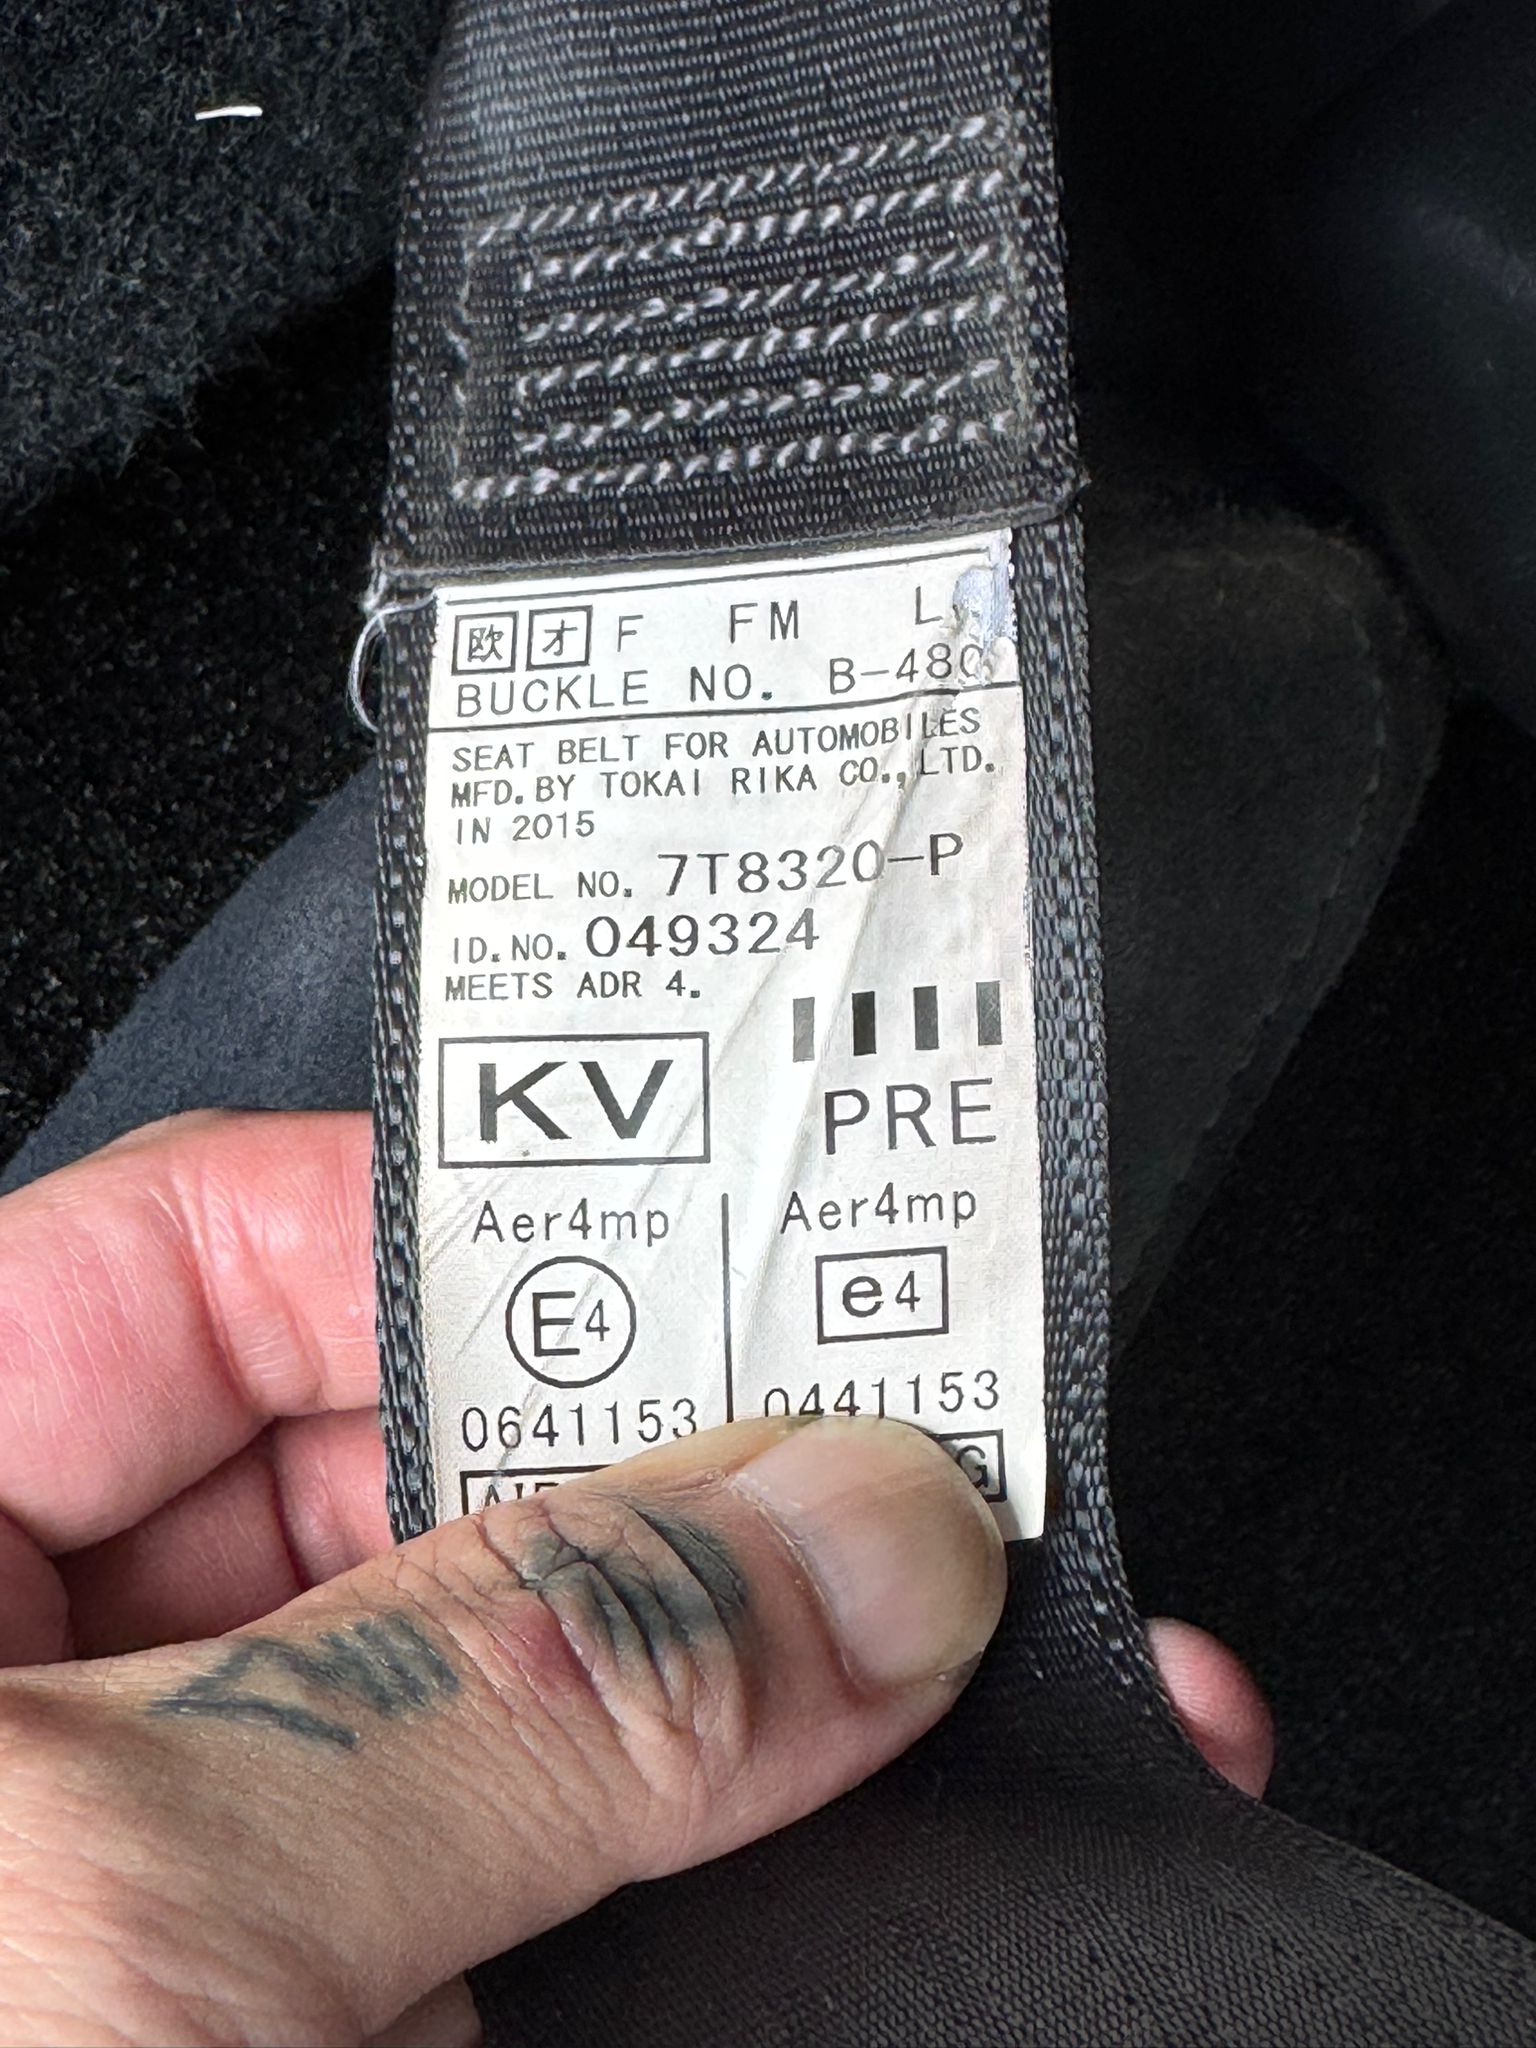 欧 オ F FM L
BUCKLE NO. B-480
SEAT BELT FOR AUTOMOBILES
MFD. BY TOKAI RIKA CO., LTD.
IN 2015
MODEL NO. 7T8320-P
ID. NO. 049324
MEETS ADR 4.
KV PRE
Aer4mp Aer4mp
E4 e4
0641153 0441153